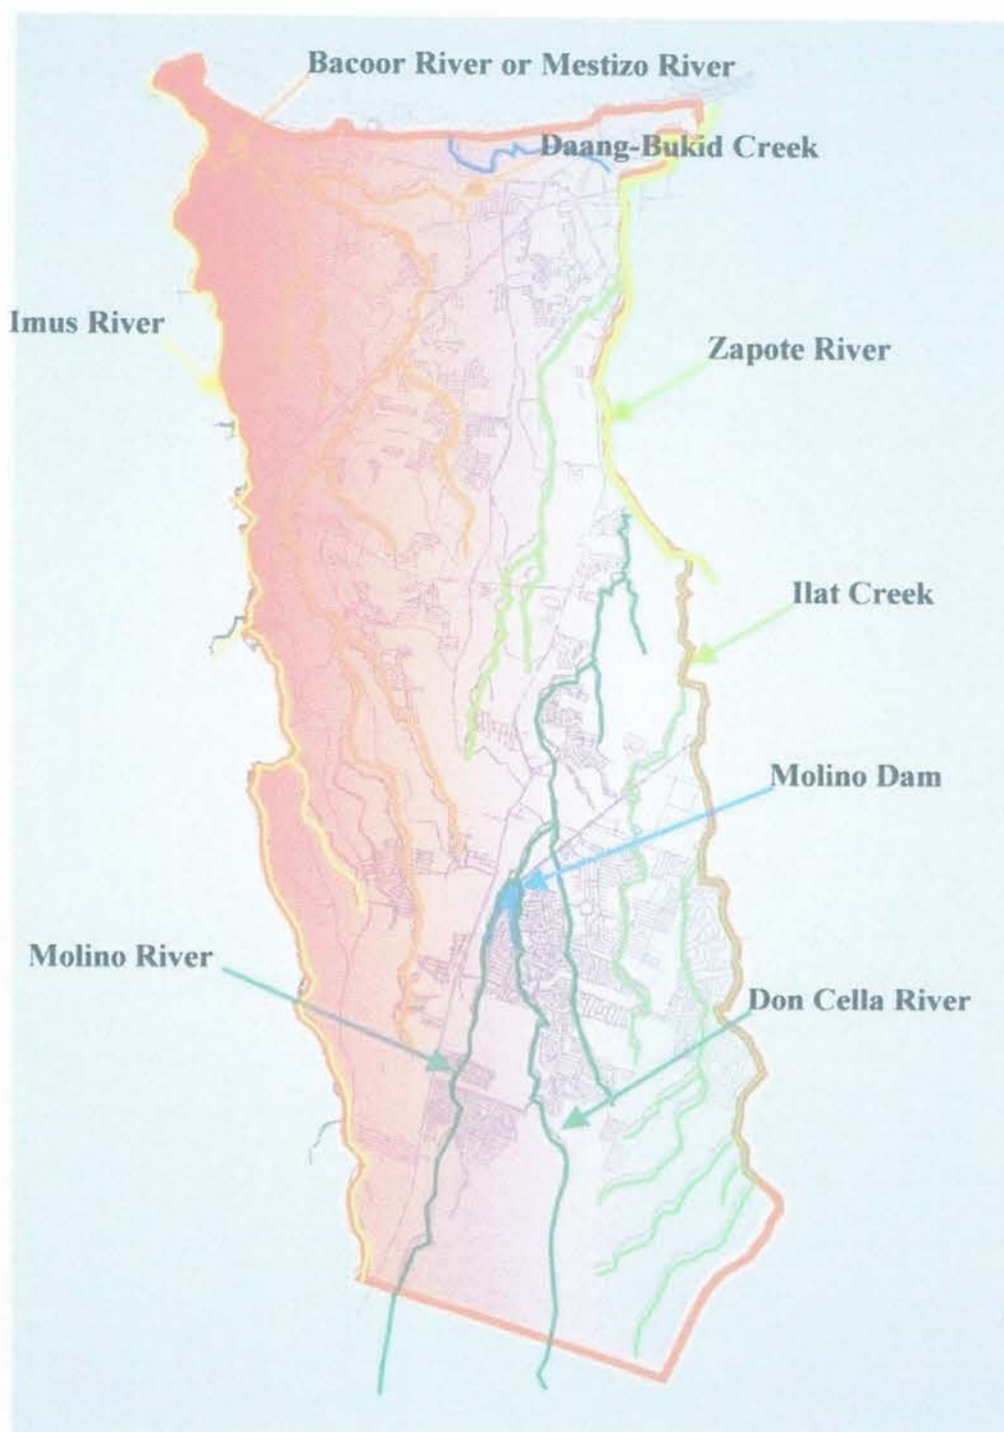 Bacoor River or Mestizo River
Daang-Bukid Creek
Imus River
Zapote River
Ilat Creek
Molino Dam
Molino River
Don Cella River